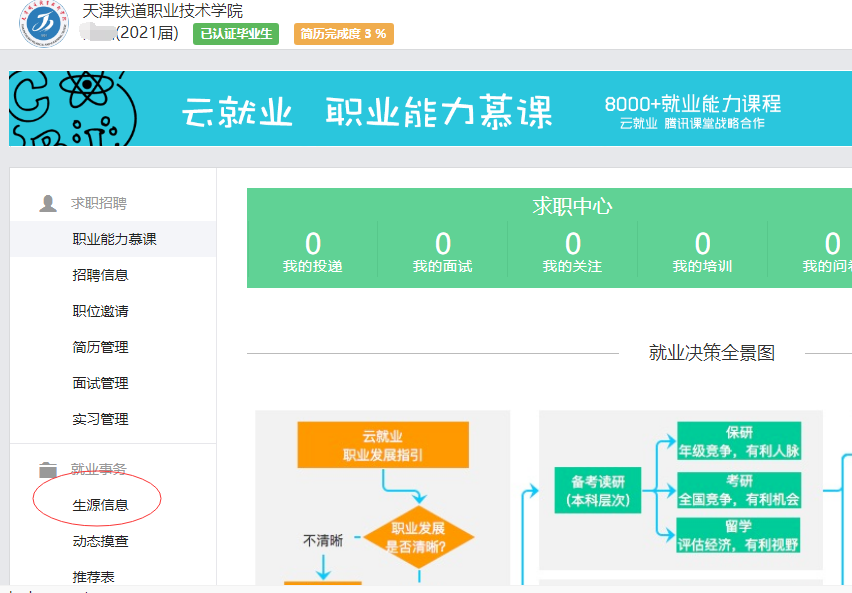 天津铁道职业技术学院
(2021届) 已认证毕业生 简历完成度 3 %
云就业 职业能力慕课
8000+就业能力课程
云就业 腾讯课堂战略合作
求职招聘
职业能力慕课
招聘信息
职位邀请
简历管理
面试管理
实习管理
就业事务
生源信息
动态摸查
推荐表
求职中心
0 0 0 0 0
我的投递 我的面试 我的关注 我的培训 我的问
就业决策全景图
云就业
职业发展指引
职业发展
是否清晰?
不清晰
备考读研
(本科层次)
保研
年级竞争，有利人脉
考研
全国竞争，有利机会
留学
评估经济，有利视野